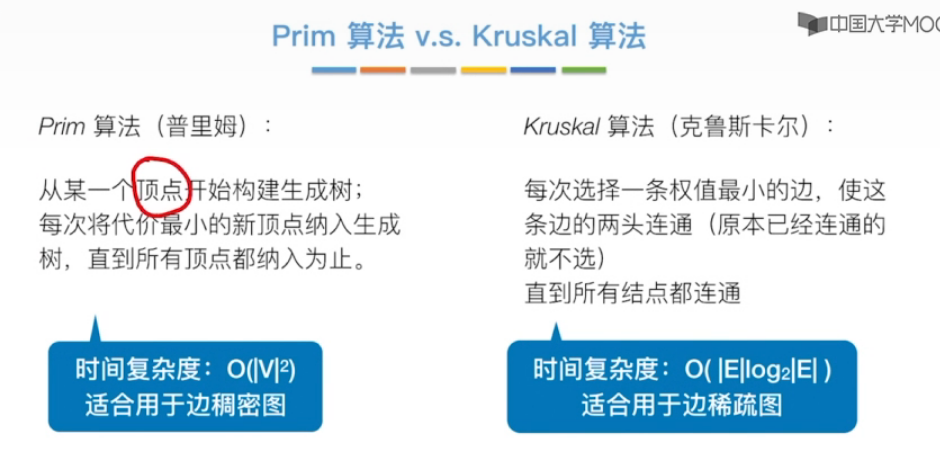 Prim 算法 v.s. Kruskal 算法
中国大学MOO
Prim 算法（普里姆）：
从某一个顶点开始构建生成树；
每次将代价最小的新顶点纳入生成
树，直到所有顶点都纳入为止。
时间复杂度：O(|V|²)
适合用于边稠密图
Kruskal 算法（克鲁斯卡尔）：
每次选择一条权值最小的边，使这
条边的两头连通（原本已经连通的
就不选）
直到所有结点都连通
时间复杂度：O( |E|log₂|E| )
适合用于边稀疏图